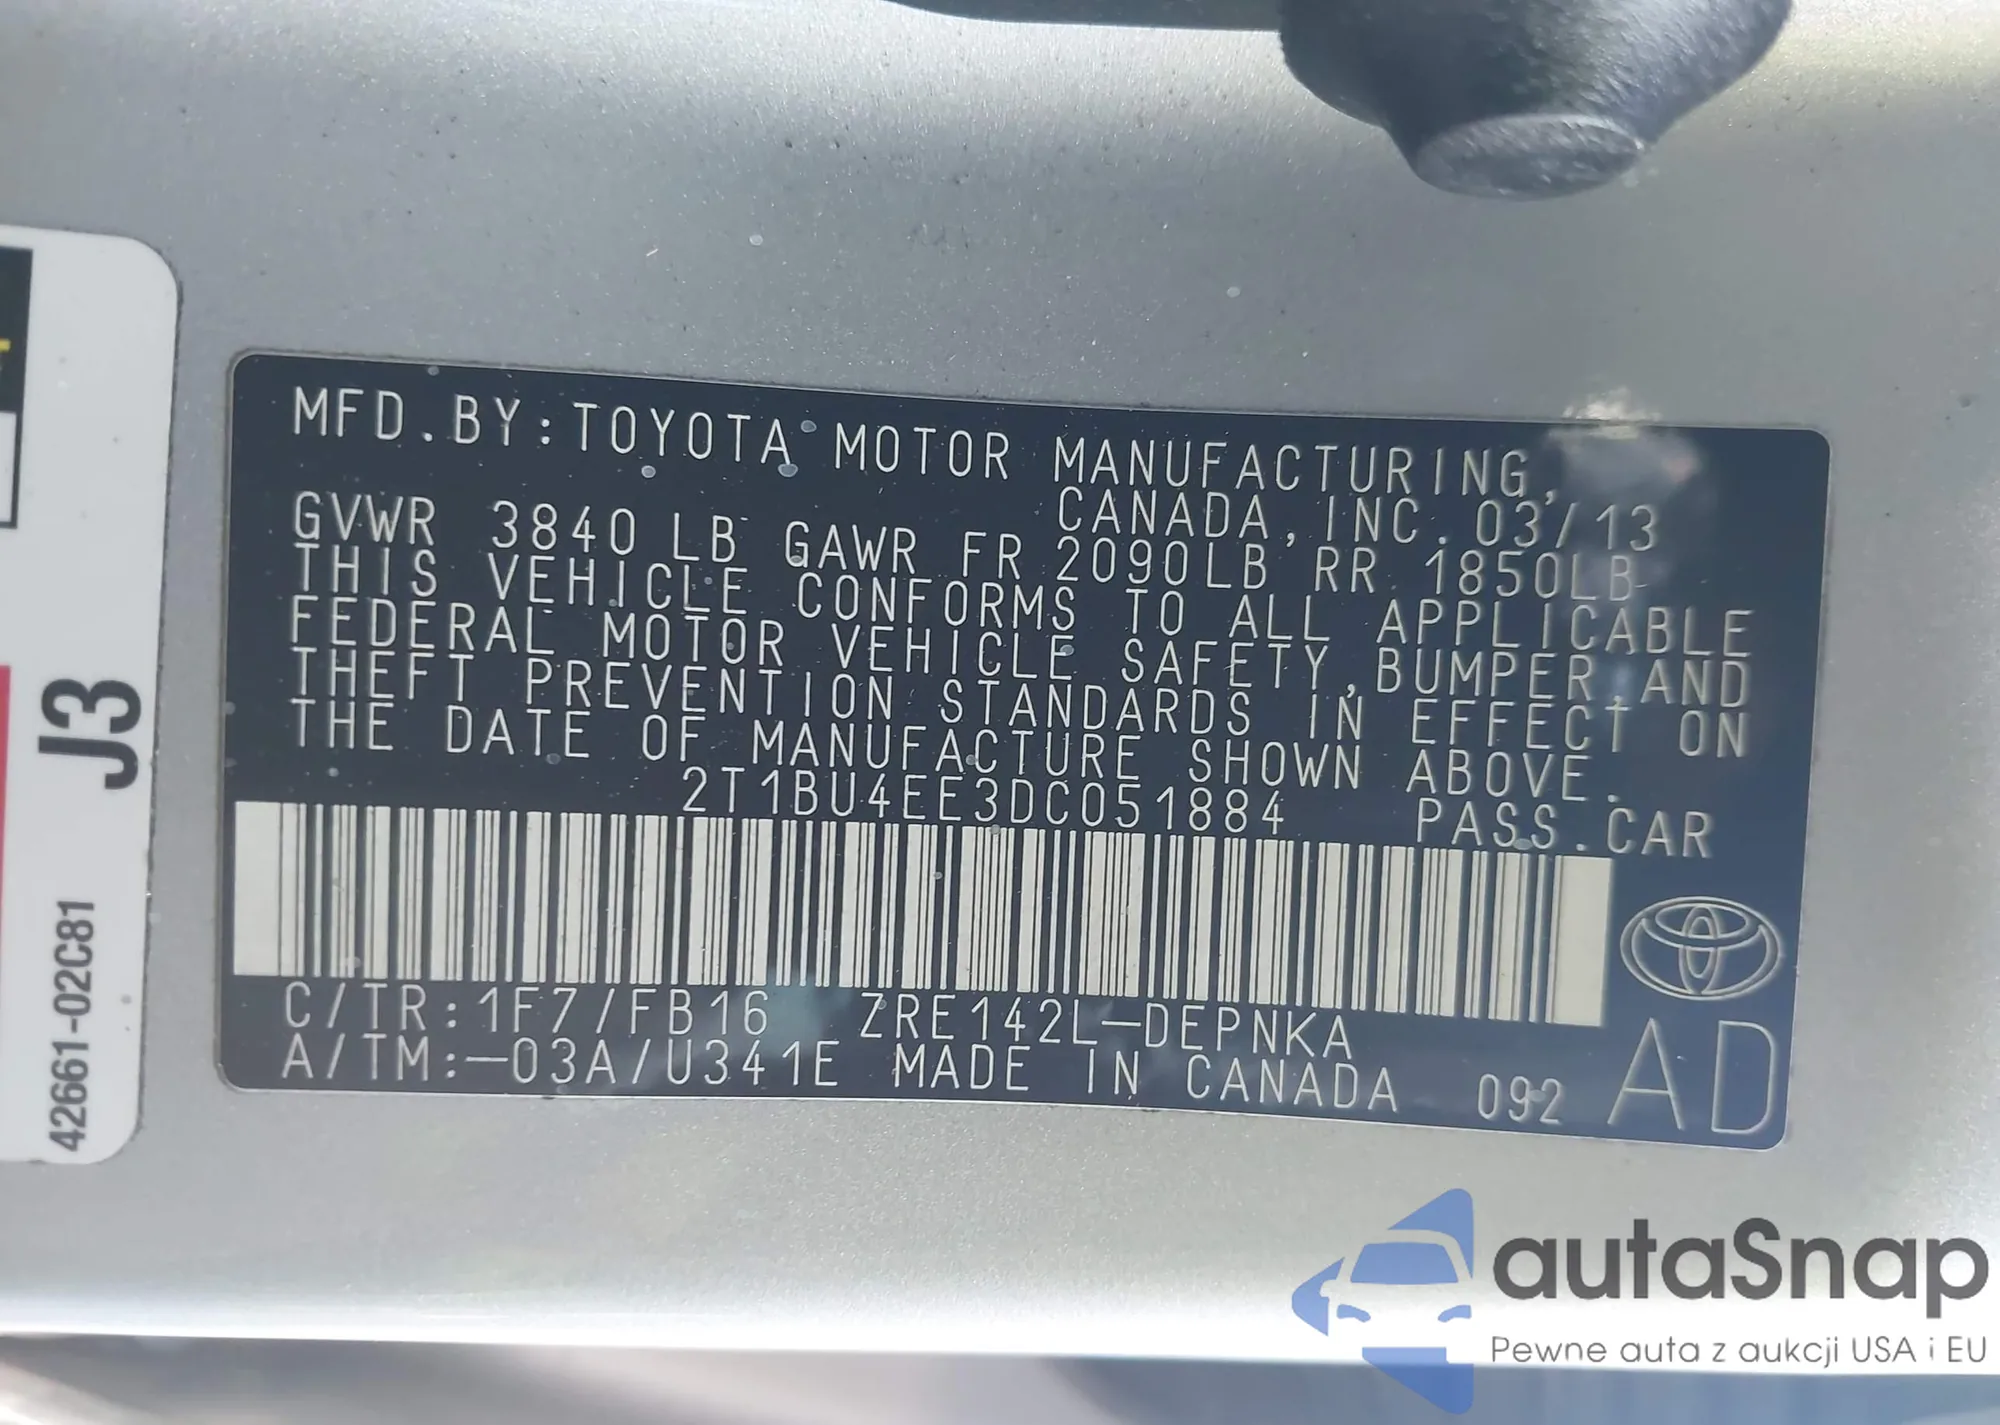 MFD.BY:TOYOTA MOTOR MANUFACTURING,
CANADA,INC. 03/13
GVWR 3840 LB GAWR FR 2090LB RR 1850LB
THIS VEHICLE CONFORMS TO ALL APPLICABLE
FEDERAL MOTOR VEHICLE SAFETY,BUMPER,AND
THEFT PREVENTION STANDARDS IN EFFECT ON
THE DATE OF MANUFACTURE SHOWN ABOVE.
2T1BU4EE3DC051884 PASS.CAR
C/TR:1F7/FB16 ZRE142L-DEPNKA
A/TM:-03A/U341E MADE IN CANADA 092 AD
J3
42661-02C81
autaSnap
Pewne auta z aukcji USA i EU